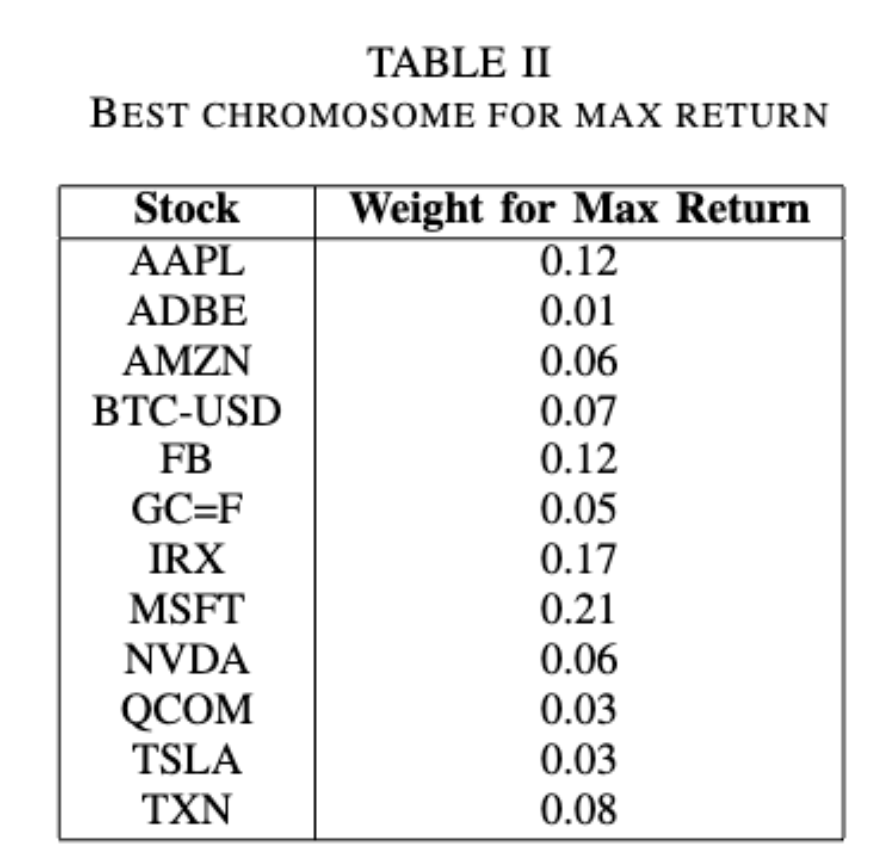 TABLE II
BEST CHROMOSOME FOR MAX RETURN
Stock Weight for Max Return
AAPL 0.12
ADBE 0.01
AMZN 0.06
BTC-USD 0.07
FB 0.12
GC=F 0.05
IRX 0.17
MSFT 0.21
NVDA 0.06
QCOM 0.03
TSLA 0.03
TXN 0.08